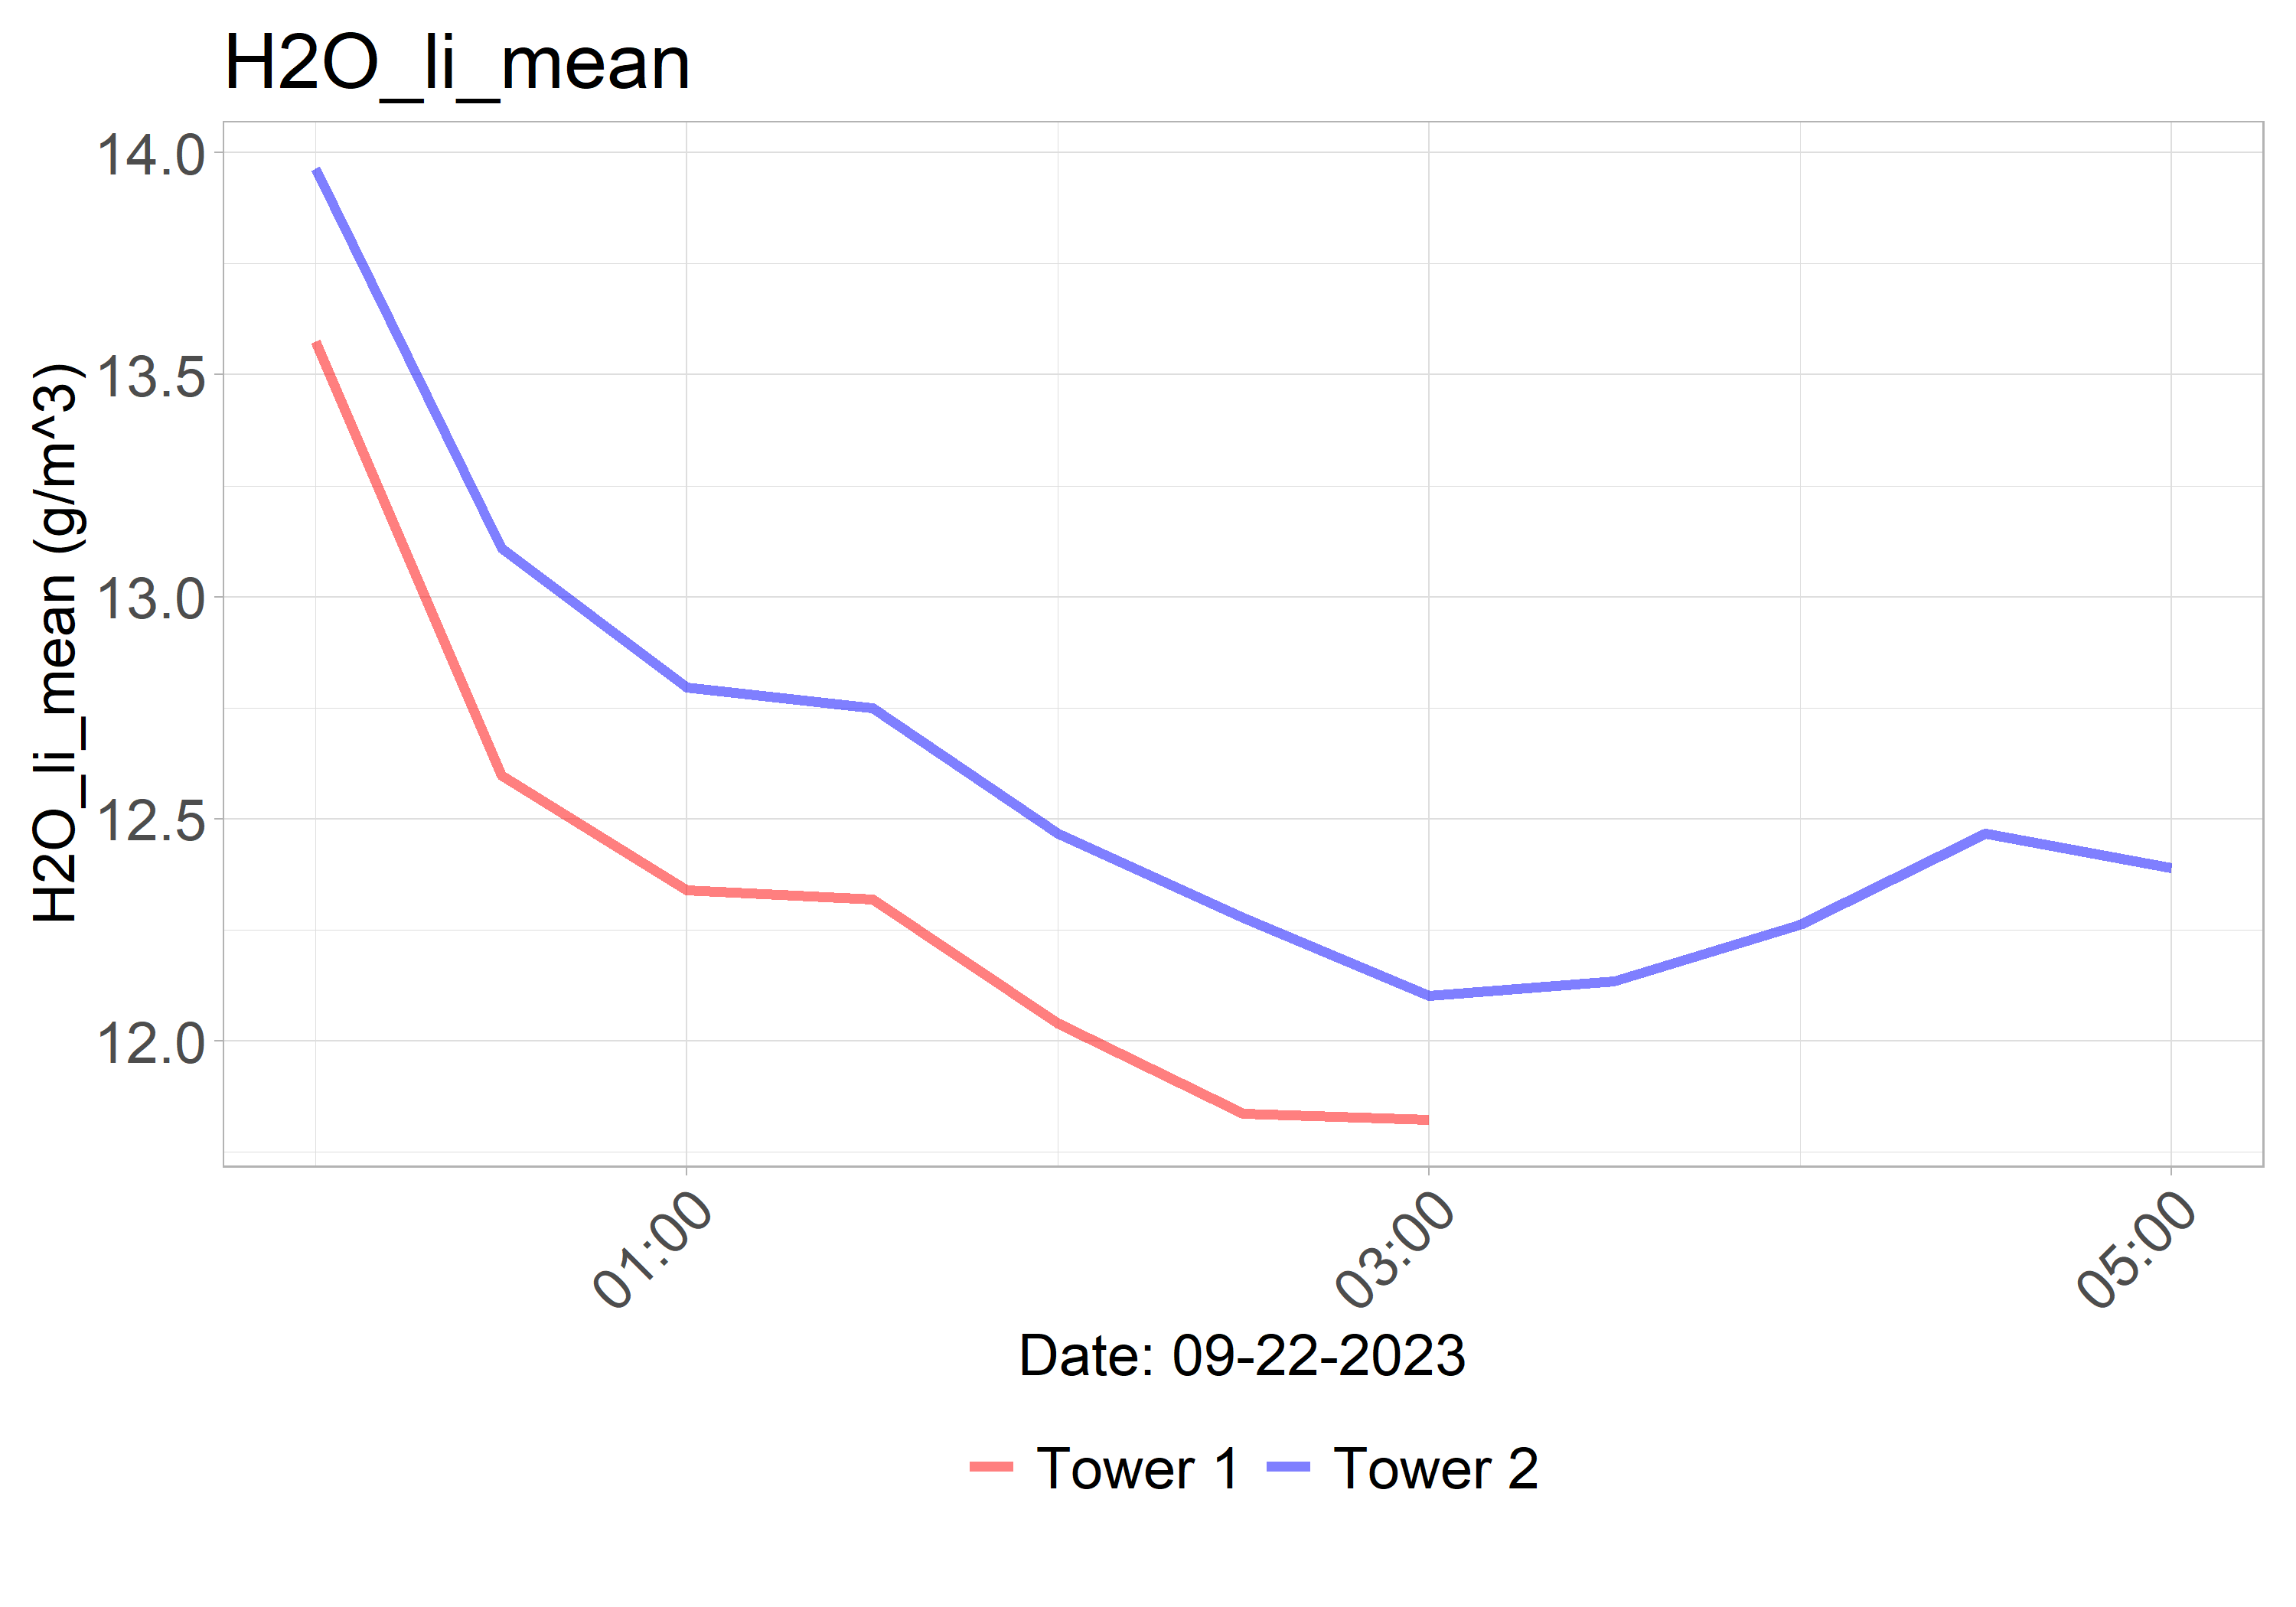 H2O_li_mean
H2O_li_mean (g/m^3)
14.0
13.5
13.0
12.5
12.0
01:00
03:00
05:00
Date: 09-22-2023
Tower 1
Tower 2